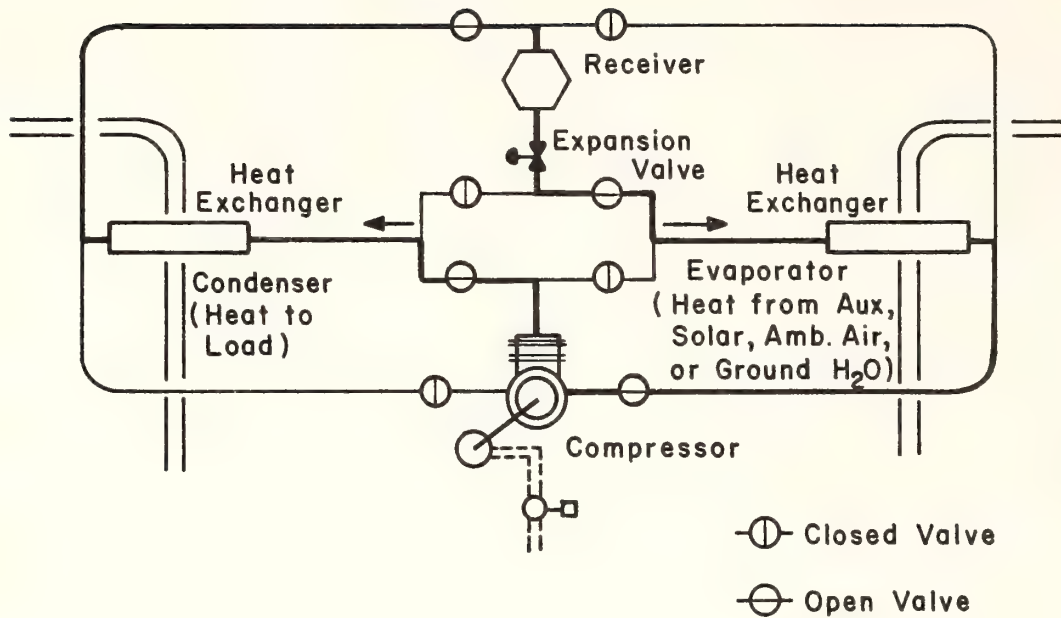 Receiver
Expansion
Valve
Heat
Exchanger
Heat
Exchanger
Condenser
(Heat to
Load)
Evaporator
(Heat from Aux,
Solar, Amb. Air,
or Ground H₂O)
Compressor
Closed Valve
Open Valve